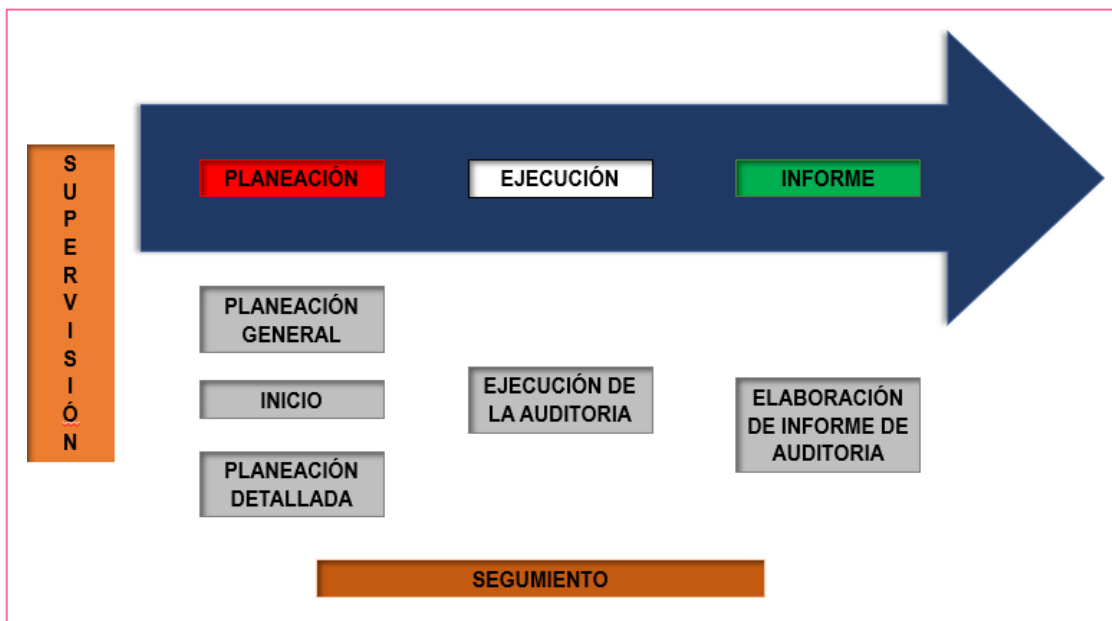 SUPERVISIÓN
PLANEACIÓN
EJECUCIÓN
INFORME
PLANEACIÓN
GENERAL
INICIO
PLANEACIÓN
DETALLADA
EJECUCIÓN DE
LA AUDITORIA
ELABORACIÓN
DE INFORME DE
AUDITORIA
SEGUMIENTO